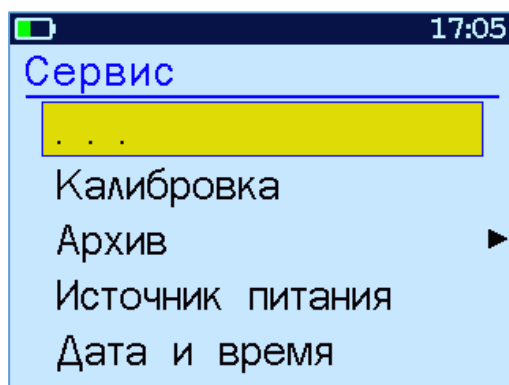 17:05
Сервис
. . .
Калибровка
Архив
Источник питания
Дата и время